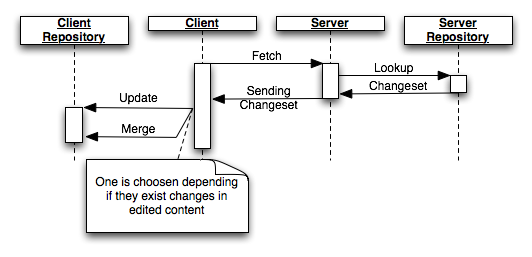 Client
Repository
Client
Server
Server
Repository
Fetch
Lookup
Changeset
Sending
Changeset
Update
Merge
One is choosen depending
if they exist changes in
edited content